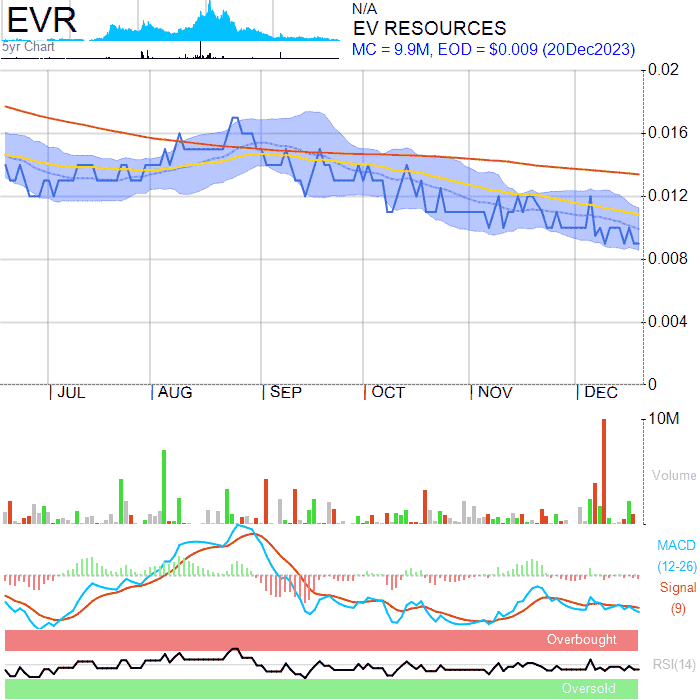 EVR
5yr Chart
N/A
EV RESOURCES
MC = 9.9M, EOD = $0.009 (20Dec2023)
0.02
0.016
0.012
0.008
0.004
0
JUL
AUG
SEP
OCT
NOV
DEC
10M
Volume
MACD
(12-26)
Signal
(9)
Overbought
RSI(14)
Oversold